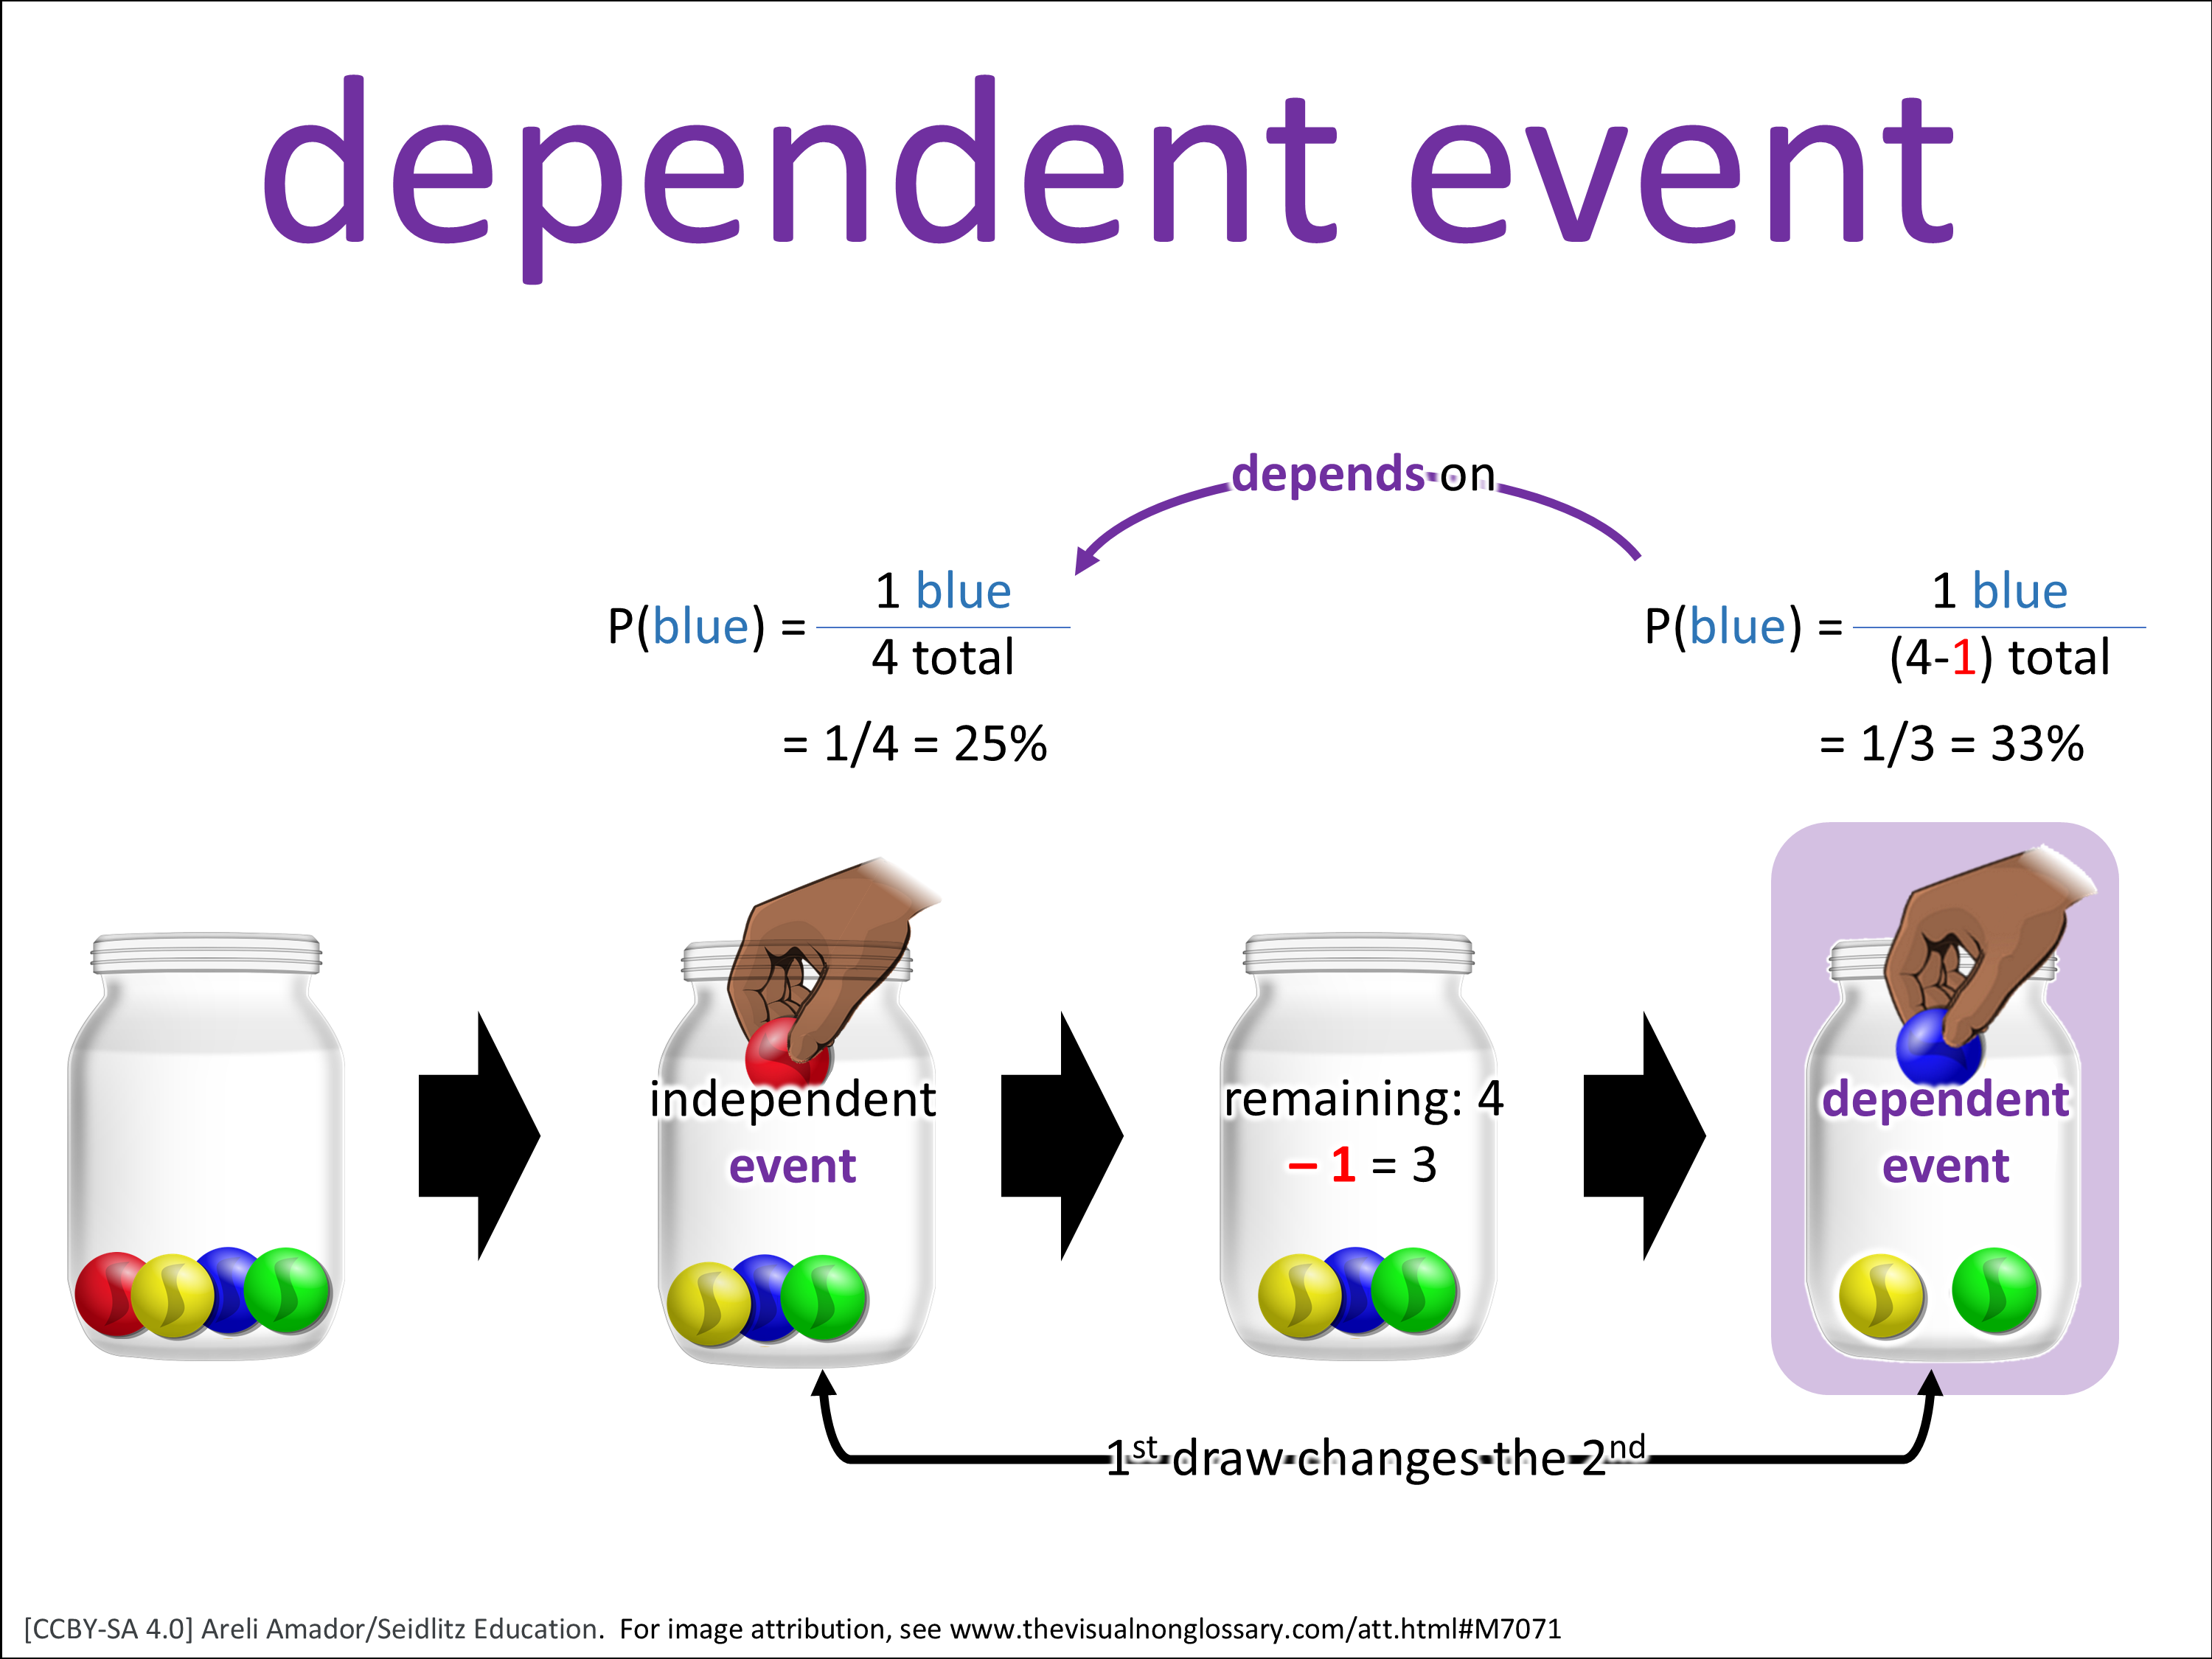 dependent event
depends on
P(blue) = 1 blue / 4 total
= 1/4 = 25%
P(blue) = 1 blue / (4-1) total
= 1/3 = 33%
independent
event
remaining: 4
– 1 = 3
dependent
event
1st draw changes the 2nd
[CCBY-SA 4.0] Areli Amador/Seidlitz Education.  For image attribution, see www.thevisualnonglossary.com/att.html#M7071